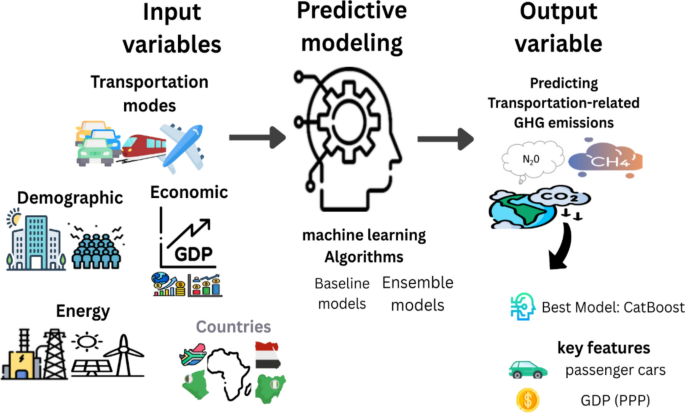 Input
variables
Transportation
modes
Demographic
Economic
GDP
Energy
Countries
Predictive
modeling
machine learning
Algorithms
Baseline
models
Ensemble
models
Output
variable
Predicting
Transportation-related
GHG emissions
N20
CH4
CO2
Best Model: CatBoost
key features
passenger cars
GDP (PPP)